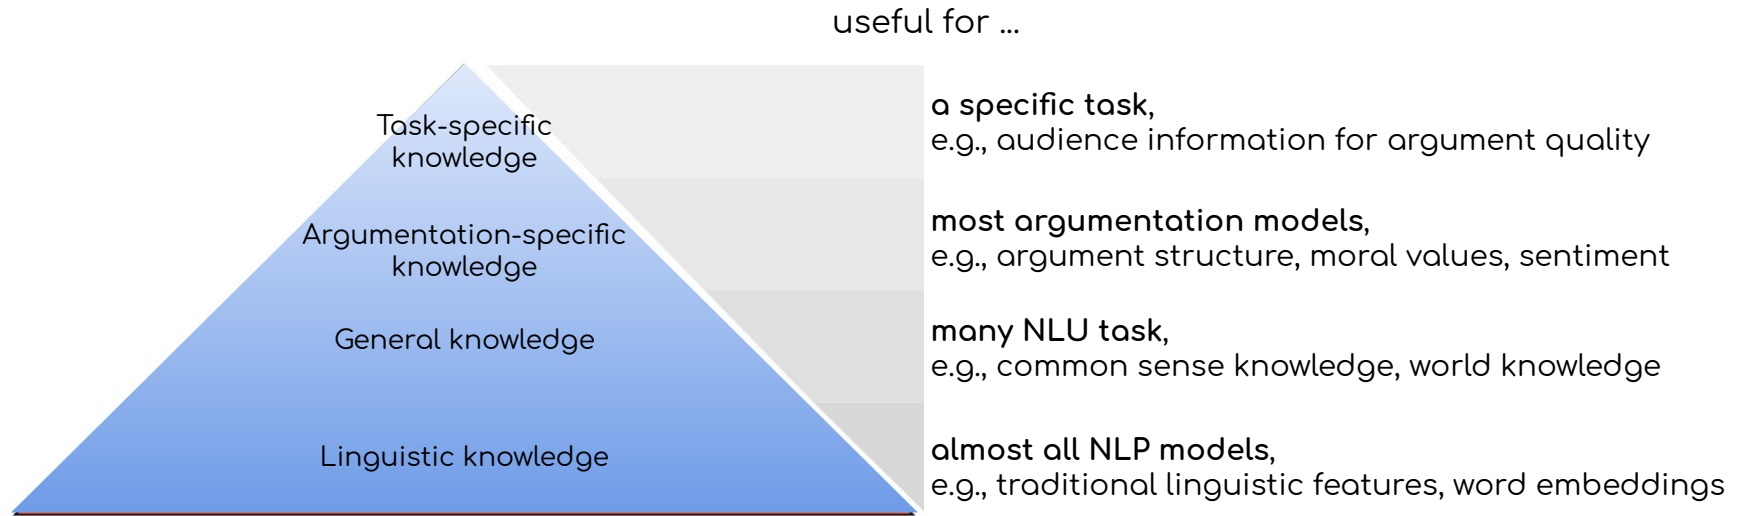 useful for ...
Task-specific
knowledge
a specific task,
e.g., audience information for argument quality
Argumentation-specific
knowledge
most argumentation models,
e.g., argument structure, moral values, sentiment
General knowledge
many NLU task,
e.g., common sense knowledge, world knowledge
Linguistic knowledge
almost all NLP models,
e.g., traditional linguistic features, word embeddings